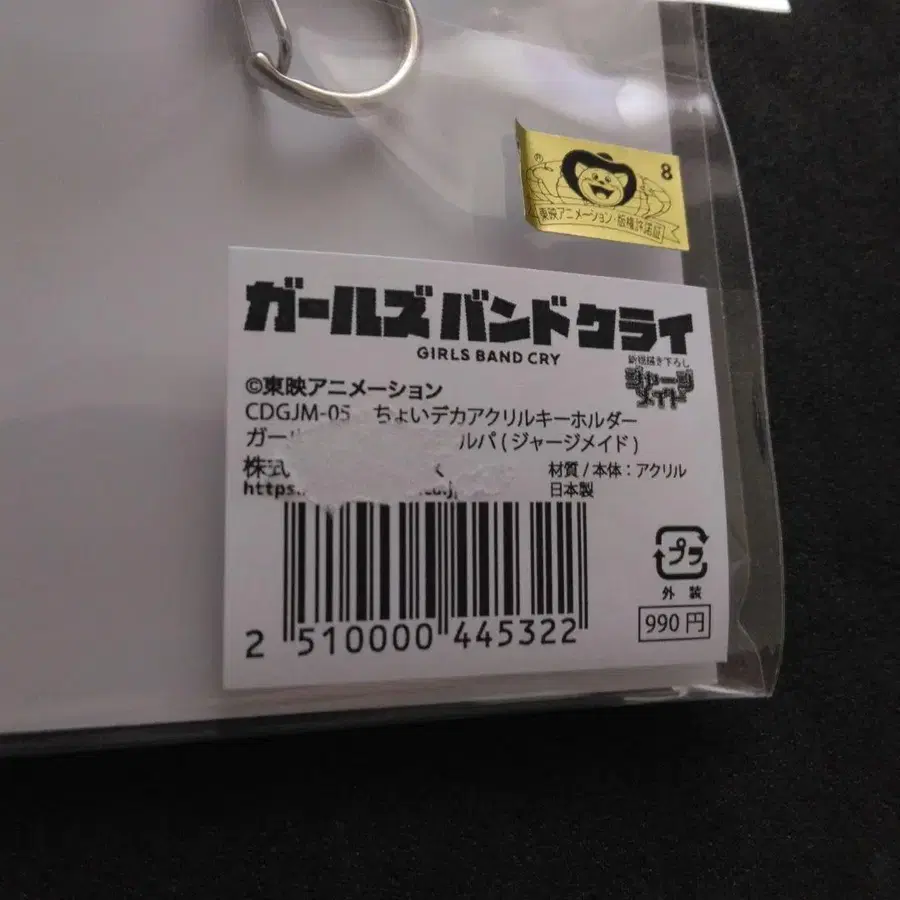 8
東映アニメーション・版権許諾証
ガールズバンドクライ
GIRLS BAND CRY
新規描き下ろし
ジャージ
メイド
©東映アニメーション
CDGJM-05 ちょいデカアクリルキーホルダー
ガール ルパ(ジャージメイド)
株式
材質/本体:アクリル
https:
日本製
プラ
外装
990円
2 510000 445322